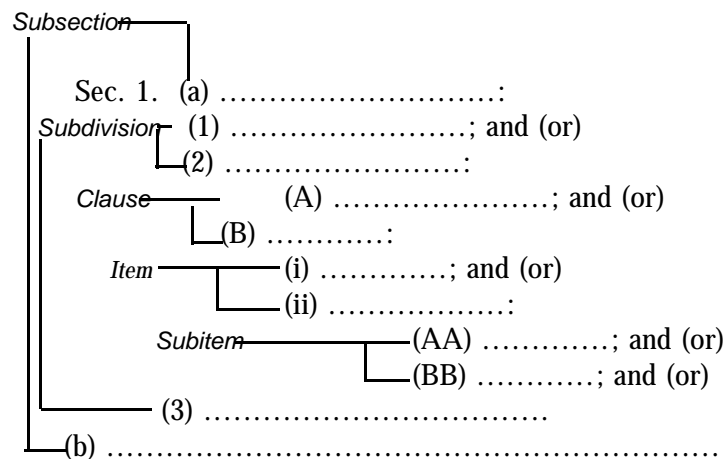 Subsection
Sec. 1. (a) ..............................:
Subdivision (1) .........................; and (or)
(2) .........................:
Clause (A) .......................; and (or)
(B) ............:
Item (i) .............; and (or)
(ii) ..................:
Subitem (AA) .............; and (or)
(BB) ............; and (or)
(3) ....................................
(b) .................................................................